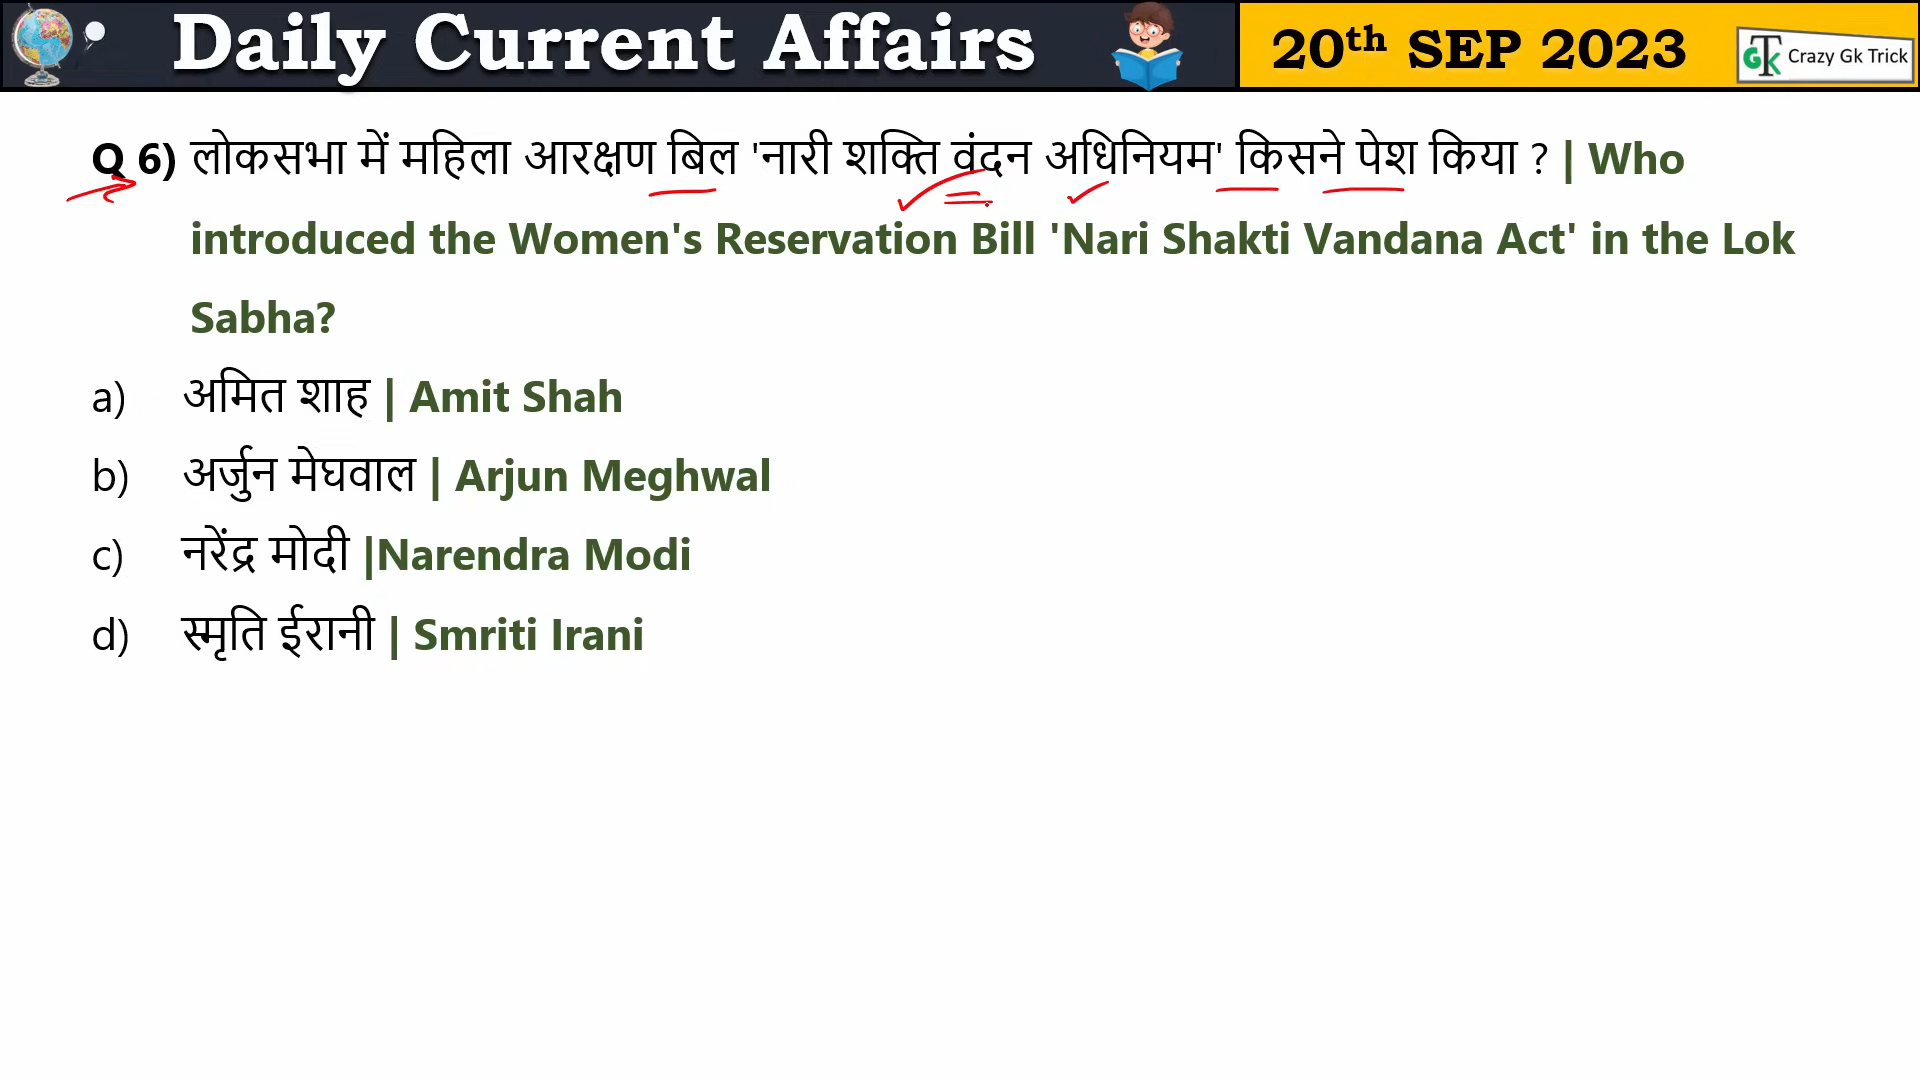 Daily Current Affairs
20th SEP 2023
Crazy Gk Trick
Q 6) लोकसभा में महिला आरक्षण बिल 'नारी शक्ति वंदन अधिनियम' किसने पेश किया ? | Who
introduced the Women's Reservation Bill 'Nari Shakti Vandana Act' in the Lok
Sabha?
a) अमित शाह | Amit Shah
b) अर्जुन मेघवाल | Arjun Meghwal
c) नरेंद्र मोदी |Narendra Modi
d) स्मृति ईरानी | Smriti Irani